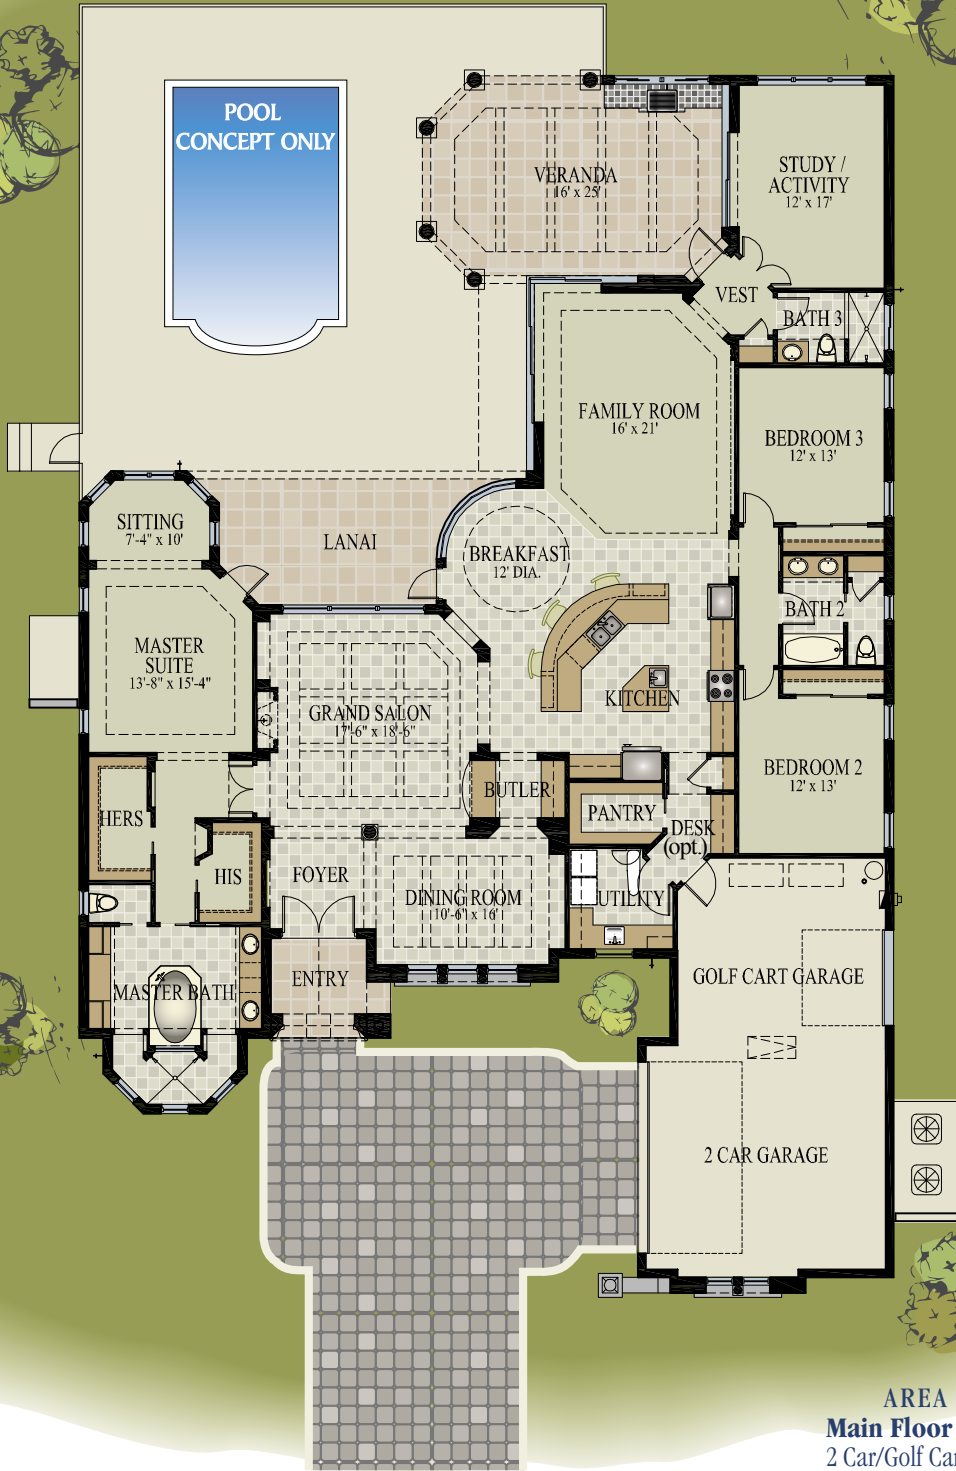 POOL
CONCEPT ONLY
VERANDA
16' x 25'
STUDY /
ACTIVITY
12' x 17'
VEST
BATH 3
FAMILY ROOM
16' x 21'
BEDROOM 3
12' x 13'
SITTING
7'-4" x 10'
LANAI
BREAKFAST
12' DIA.
BATH 2
MASTER
SUITE
13'-8" x 15'-4"
GRAND SALON
17'-6" x 18'-6"
KITCHEN
BEDROOM 2
12' x 13'
HERS
BUTLER
PANTRY
DESK
(opt.)
HIS
FOYER
DINING ROOM
10'-6" x 16'
UTILITY
ENTRY
MASTER BATH
GOLF CART GARAGE
2 CAR GARAGE
AREA
Main Floor
2 Car/Golf Car